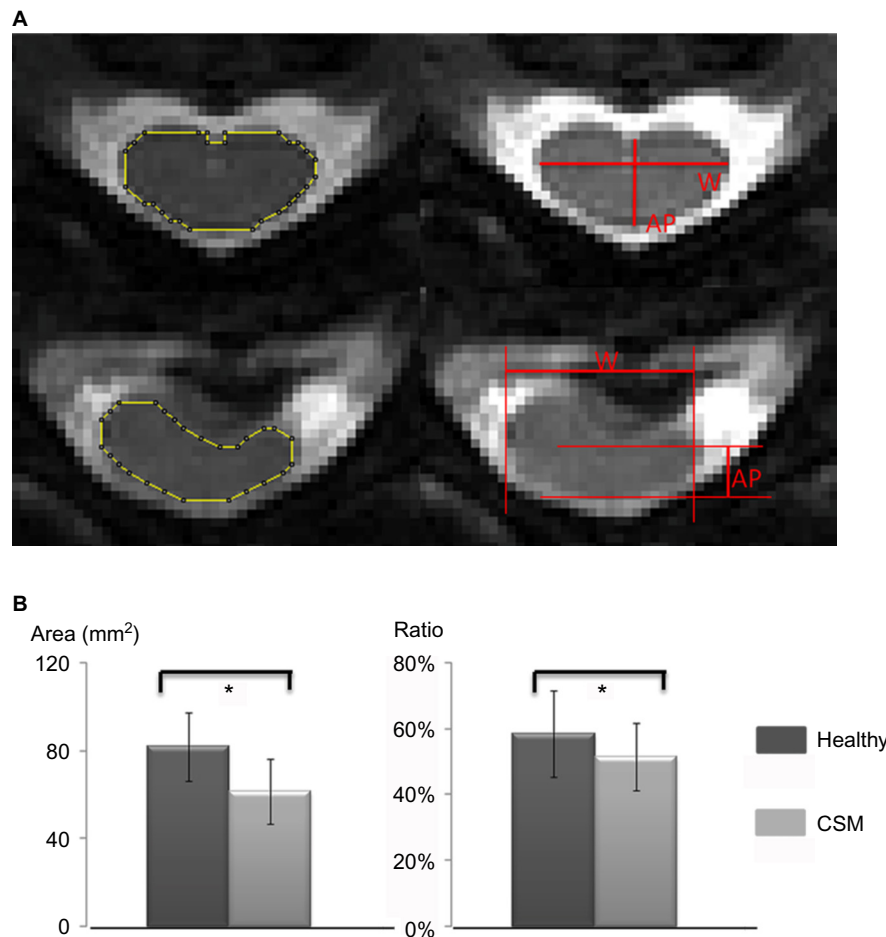 A
W
AP
W
AP
B
Area (mm²)
120
80
40
0
*
Ratio
80%
60%
40%
20%
0%
*
Healthy
CSM